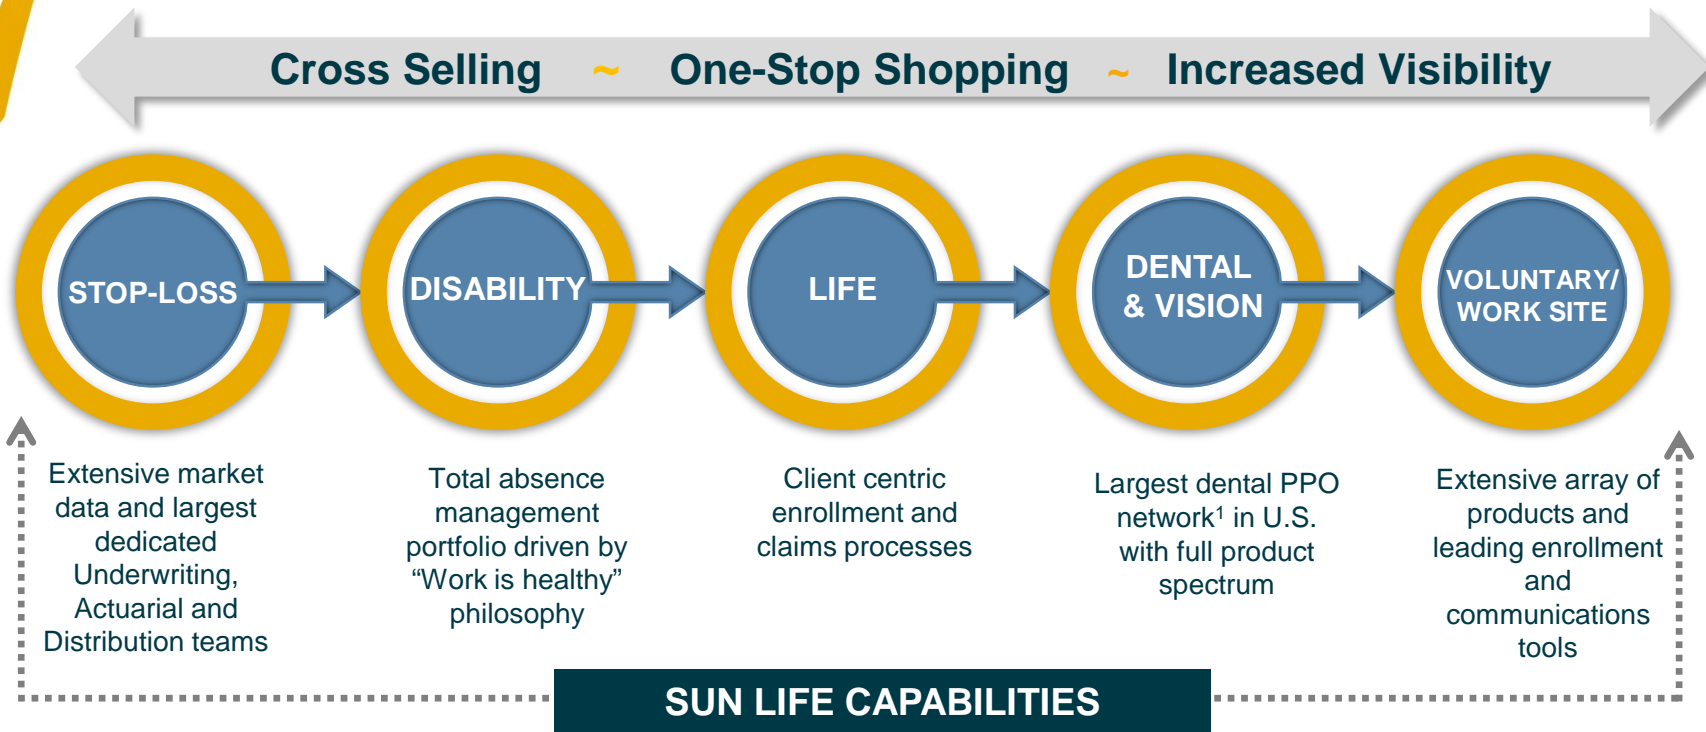 Cross Selling ~ One-Stop Shopping ~ Increased Visibility
STOP-LOSS
DISABILITY
LIFE
DENTAL
& VISION
VOLUNTARY/
WORK SITE
Extensive market
data and largest
dedicated
Underwriting,
Actuarial and
Distribution teams
Total absence
management
portfolio driven by
“Work is healthy”
philosophy
Client centric
enrollment and
claims processes
Largest dental PPO
network¹ in U.S.
with full product
spectrum
Extensive array of
products and
leading enrollment
and
communications
tools
SUN LIFE CAPABILITIES